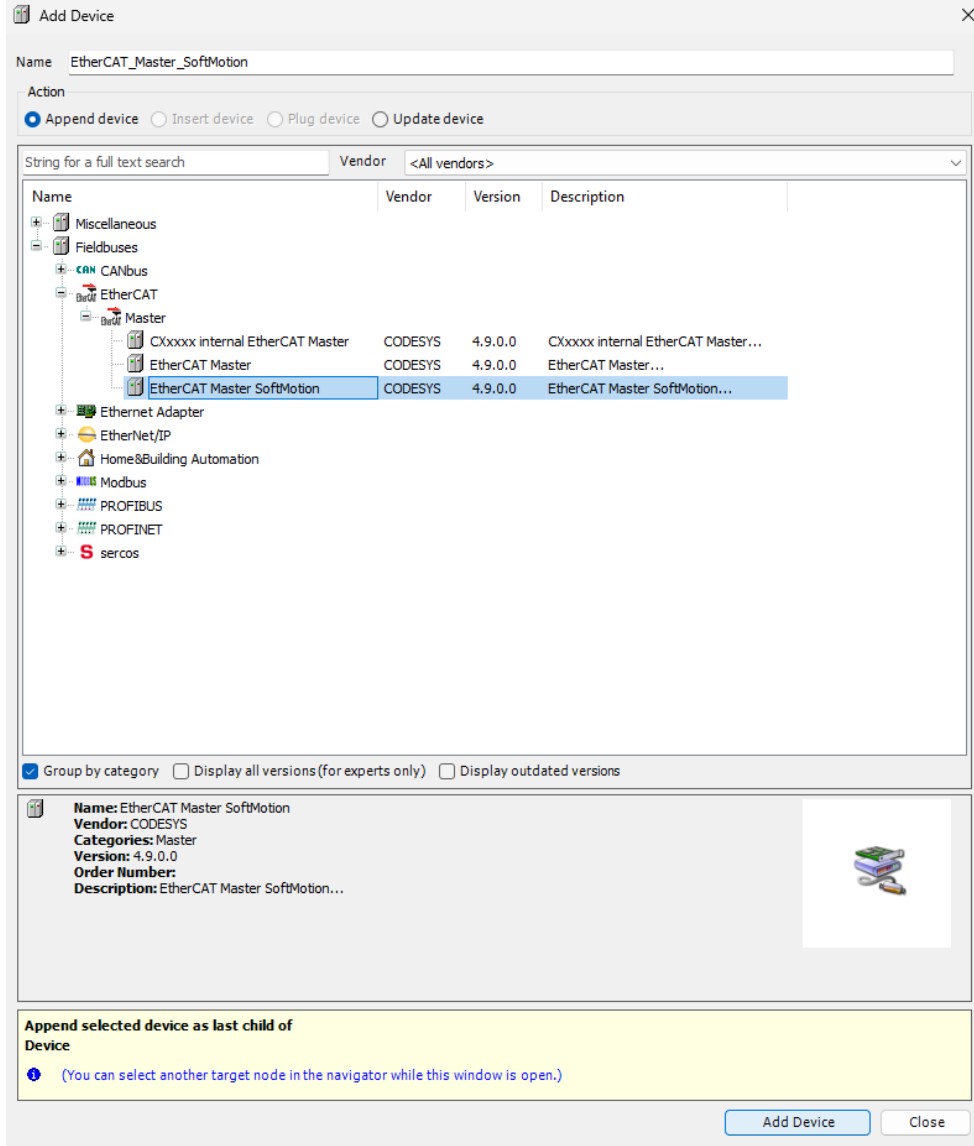 Add Device
Name EtherCAT_Master_SoftMotion
Action
Append device Insert device Plug device Update device
String for a full text search Vendor <All vendors>
Name Vendor Version Description
Miscellaneous
Fieldbuses
CAN CANbus
EtherCAT EtherCAT
EtherCAT Master
CXxxxx internal EtherCAT Master CODESYS 4.9.0.0 CXxxxx internal EtherCAT Master...
EtherCAT Master CODESYS 4.9.0.0 EtherCAT Master...
EtherCAT Master SoftMotion CODESYS 4.9.0.0 EtherCAT Master SoftMotion...
Ethernet Adapter
EtherNet/IP
Home&Building Automation
MODBUS Modbus
PROFIBUS
PROFINET
S sercos
Group by category Display all versions (for experts only) Display outdated versions
Name: EtherCAT Master SoftMotion
Vendor: CODESYS
Categories: Master
Version: 4.9.0.0
Order Number:
Description: EtherCAT Master SoftMotion...
Append selected device as last child of
Device
(You can select another target node in the navigator while this window is open.)
Add Device Close